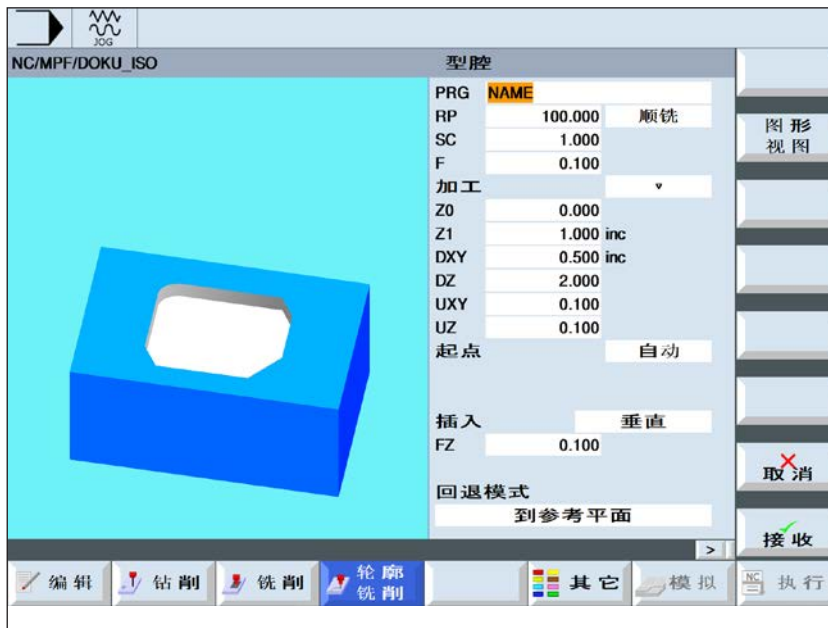 JOG
NC/MPF/DOKU_ISO
型腔
PRG NAME
RP 100.000 顺铣
SC 1.000
F 0.100
加工 ▿
Z0 0.000
Z1 1.000 inc
DXY 0.500 inc
DZ 2.000
UXY 0.100
UZ 0.100
起点 自动
插入 垂直
FZ 0.100
回退模式
到参考平面
图形
视图
取消
接收
>
编辑 钻削 铣削 轮廓 其它 模拟 NC 执行
铣削